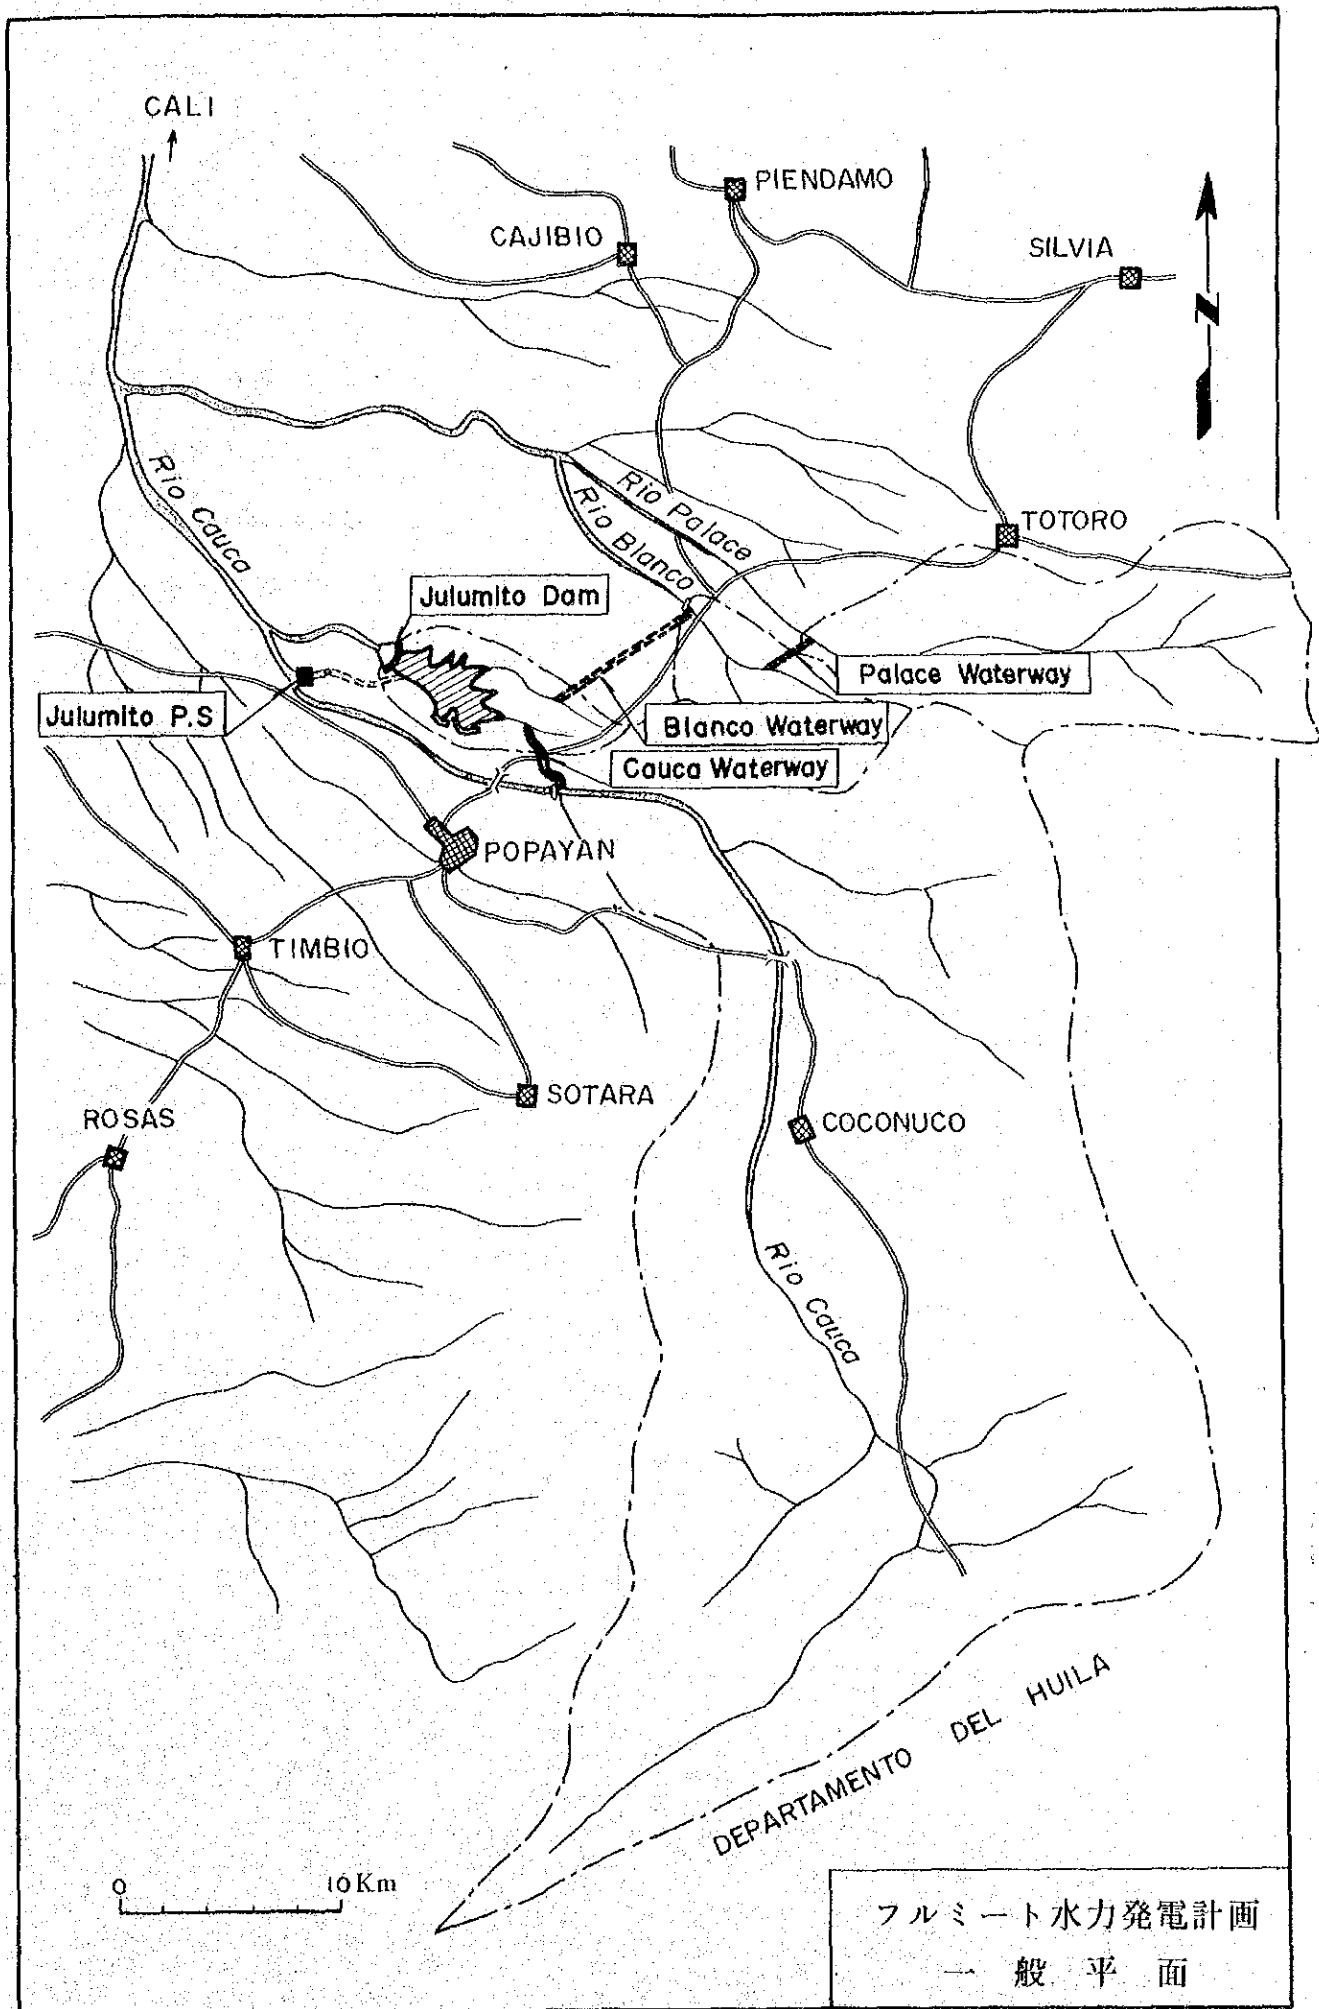 CALI
PIENDAMO
CAJIBIO
SILVIA
N
Rio Cauca
Rio Palace
Rio Blanco
TOTORO
Julumito Dam
Palace Waterway
Julumito P.S
Blanco Waterway
Cauca Waterway
POPAYAN
TIMBIO
SOTARA
ROSAS
COCONUCO
Rio Cauca
DEPARTAMENTO DEL HUILA
0 10Km
フルミート水力発電計画
一般平面